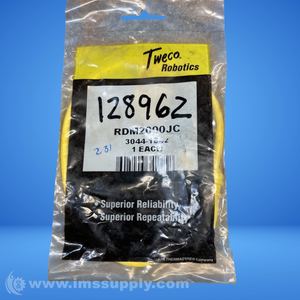 Tweco
Robotics
128962
RDM2000JC
1 EACH
2.31
Superior Reliability
Superior Repeatability
© www.imssupply.com